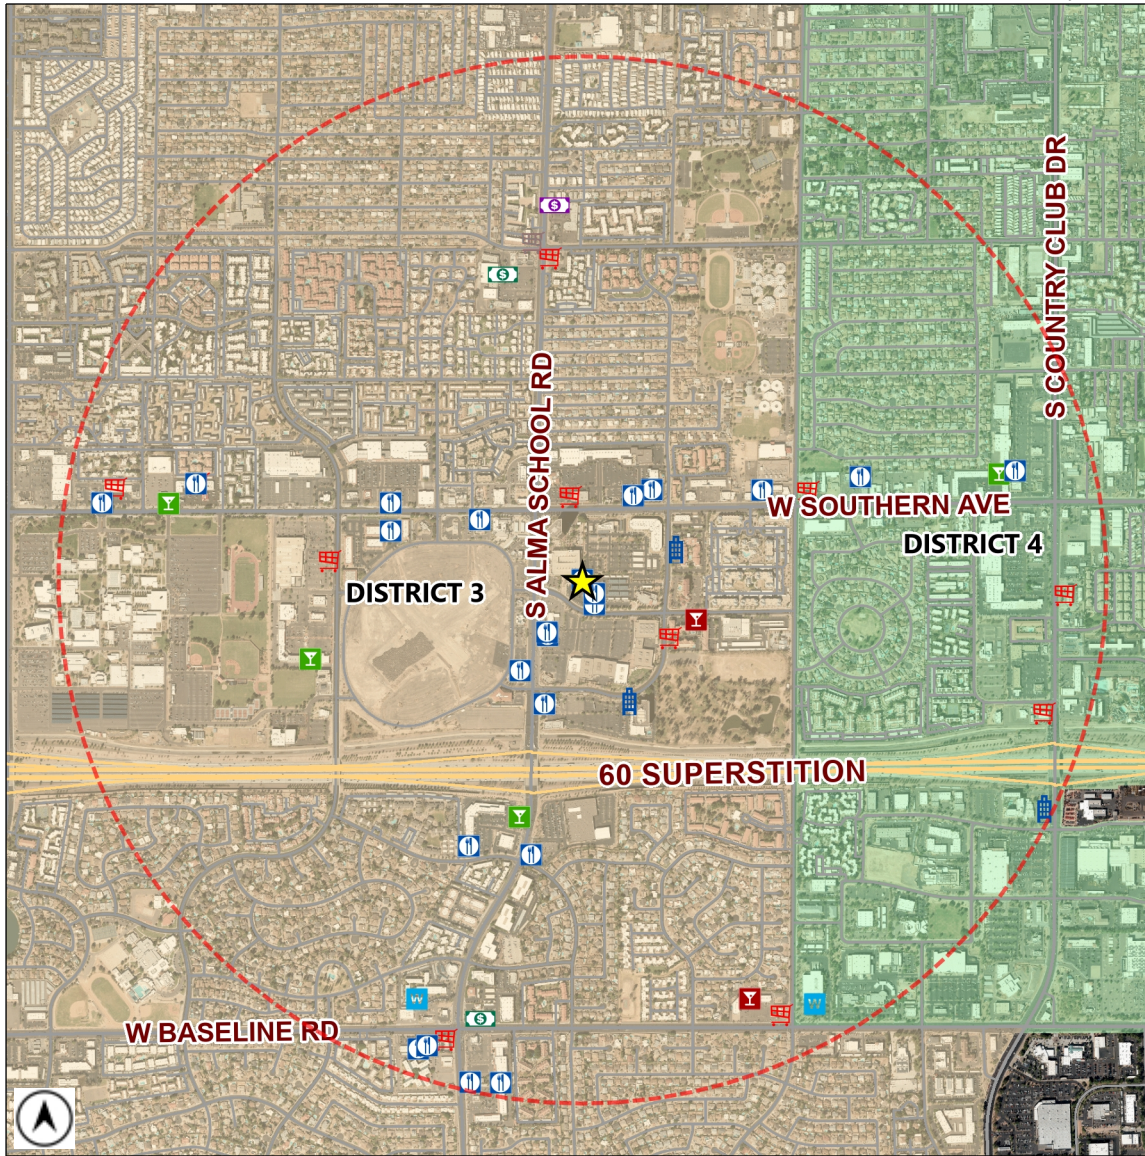 S COUNTRY CLUB DR
S ALMA SCHOOL RD
W SOUTHERN AVE
DISTRICT 4
DISTRICT 3
60 SUPERSTITION
W BASELINE RD